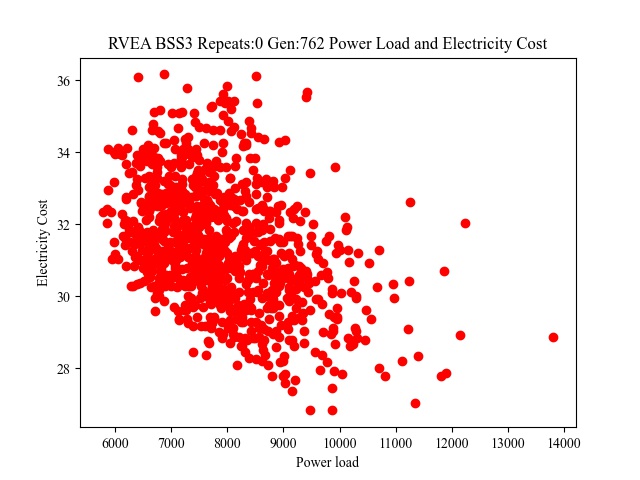 RVEA BSS3 Repeats:0 Gen:762 Power Load and Electricity Cost
36
34
32
30
28
Electricity Cost
6000 7000 8000 9000 10000 11000 12000 13000 14000
Power load